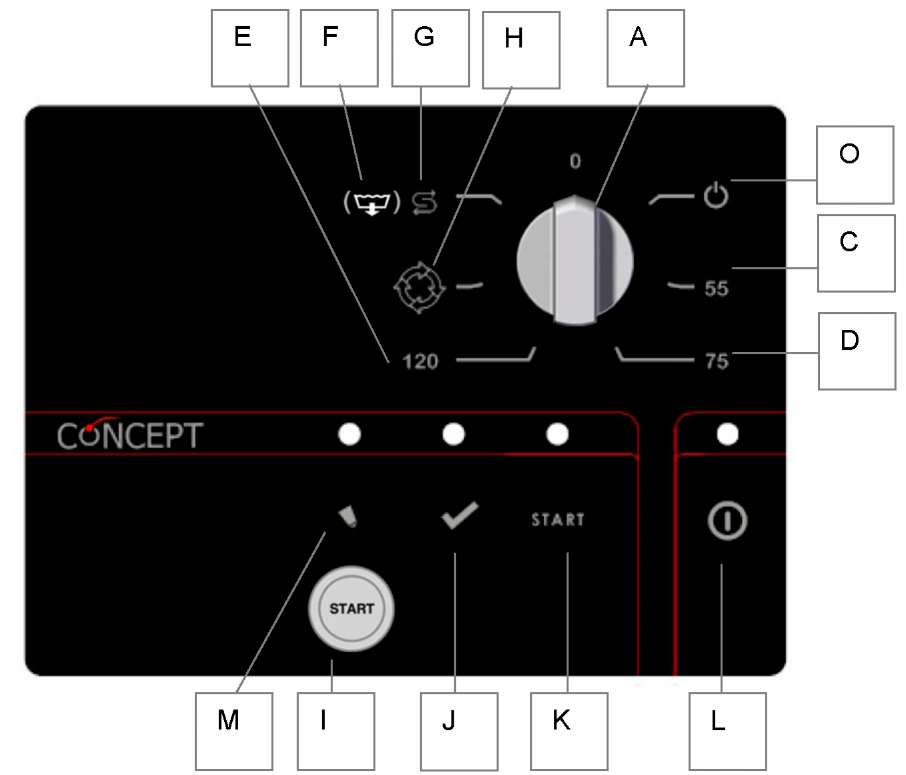 E F G H A
0
O
C
55
D
120
75
CONCEPT
START
START
M I J K L